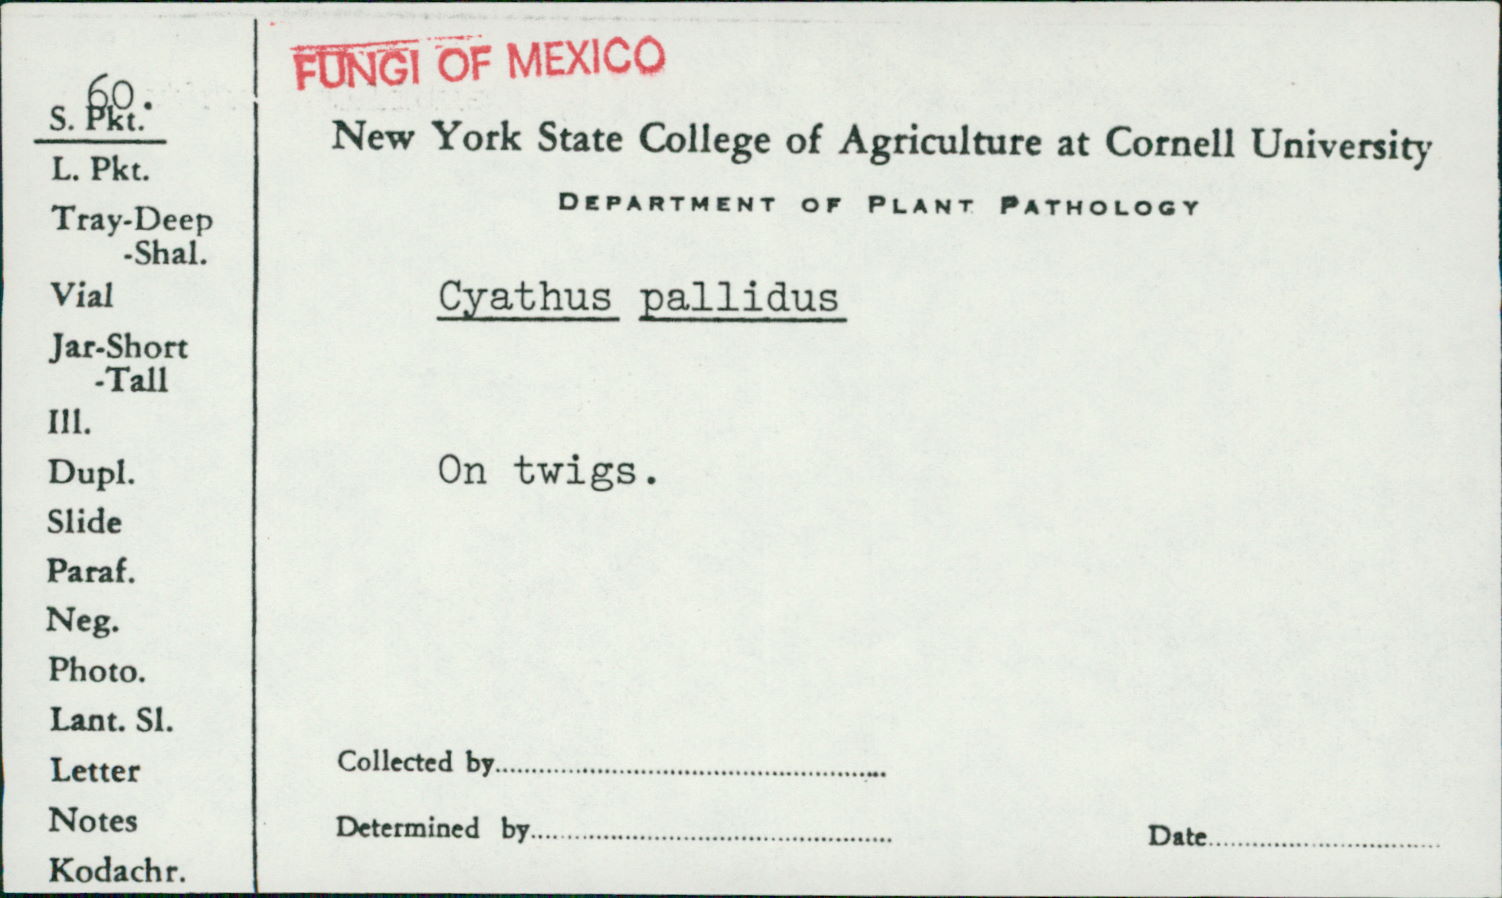 60.
S. Pkt.
L. Pkt.
Tray-Deep
-Shal.
Vial
Jar-Short
-Tall
Ill.
Dupl.
Slide
Paraf.
Neg.
Photo.
Lant. Sl.
Letter
Notes
Kodachr.
FUNGI OF MEXICO
New York State College of Agriculture at Cornell University
DEPARTMENT OF PLANT PATHOLOGY
Cyathus pallidus
On twigs.
Collected by
Determined by
Date